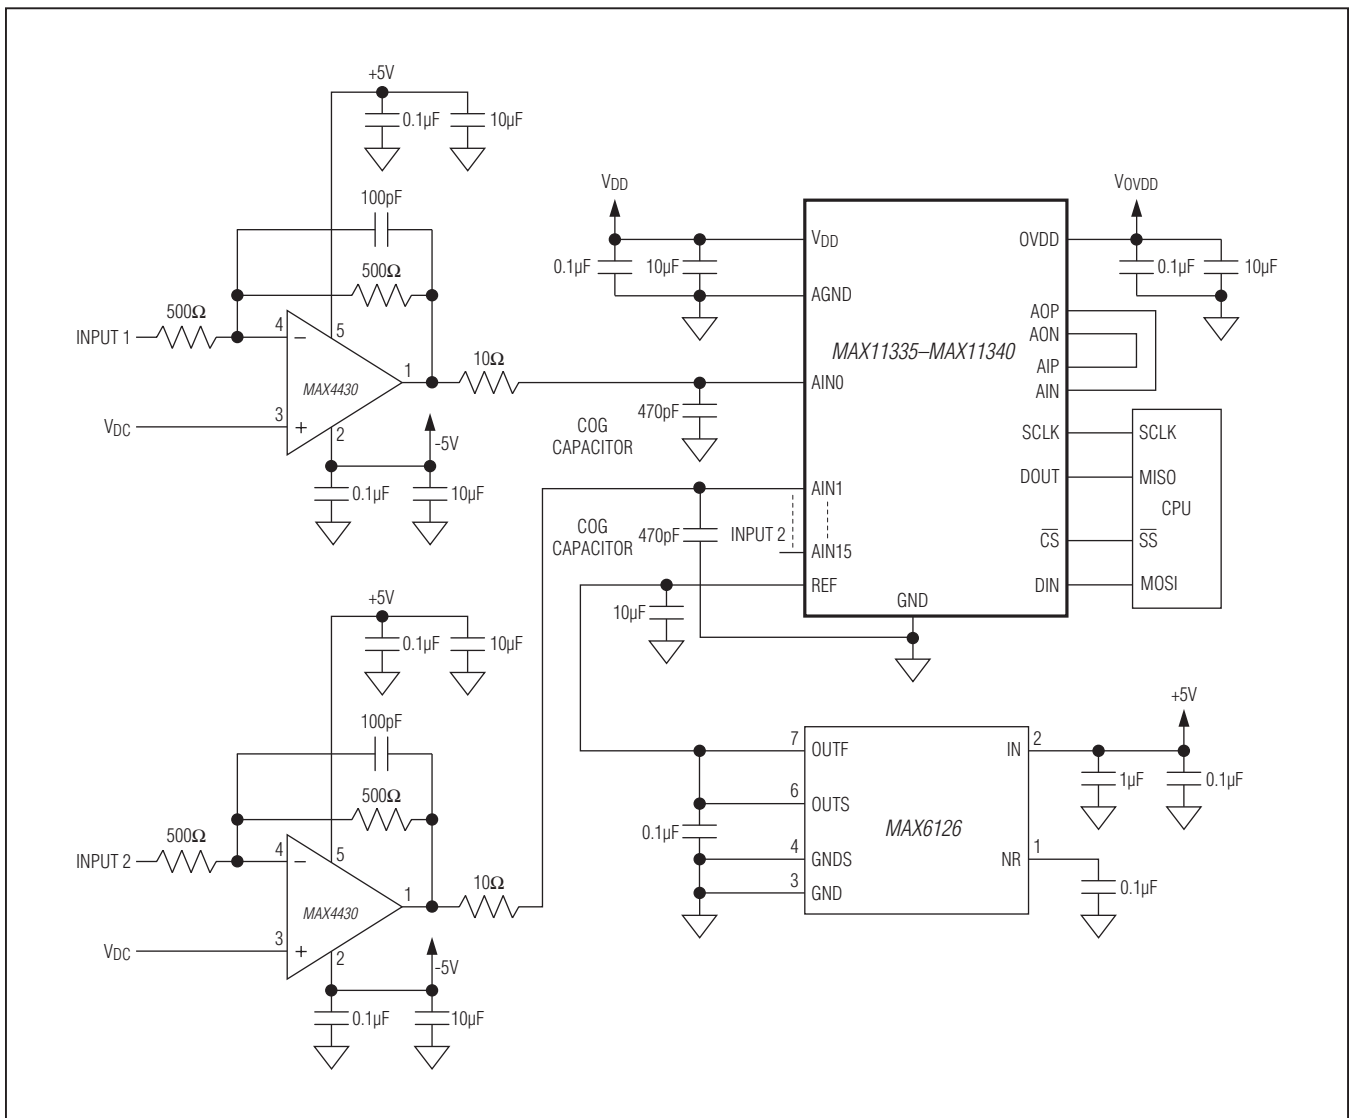 +5V
0.1µF
10µF
100pF
500Ω
500Ω
INPUT 1
4
–
5
MAX4430
1
10Ω
3
+
VDC
2
-5V
0.1µF
10µF
COG
CAPACITOR
470pF
VDD
0.1µF
10µF
VDD
AGND
MAX11335–MAX11340
AIN0
AIN1
INPUT 2
AIN15
REF
GND
OVDD
AOP
AON
AIP
AIN
SCLK
DOUT
CS
DIN
VOVDD
0.1µF
10µF
SCLK
MISO
CPU
SS
MOSI
COG
CAPACITOR
470pF
10µF
+5V
0.1µF
10µF
100pF
500Ω
500Ω
INPUT 2
4
–
5
MAX4430
1
10Ω
3
+
VDC
2
-5V
0.1µF
10µF
7
OUTF
6
OUTS
0.1µF
4
GNDS
3
GND
MAX6126
IN
2
NR
1
+5V
1µF
0.1µF
0.1µF